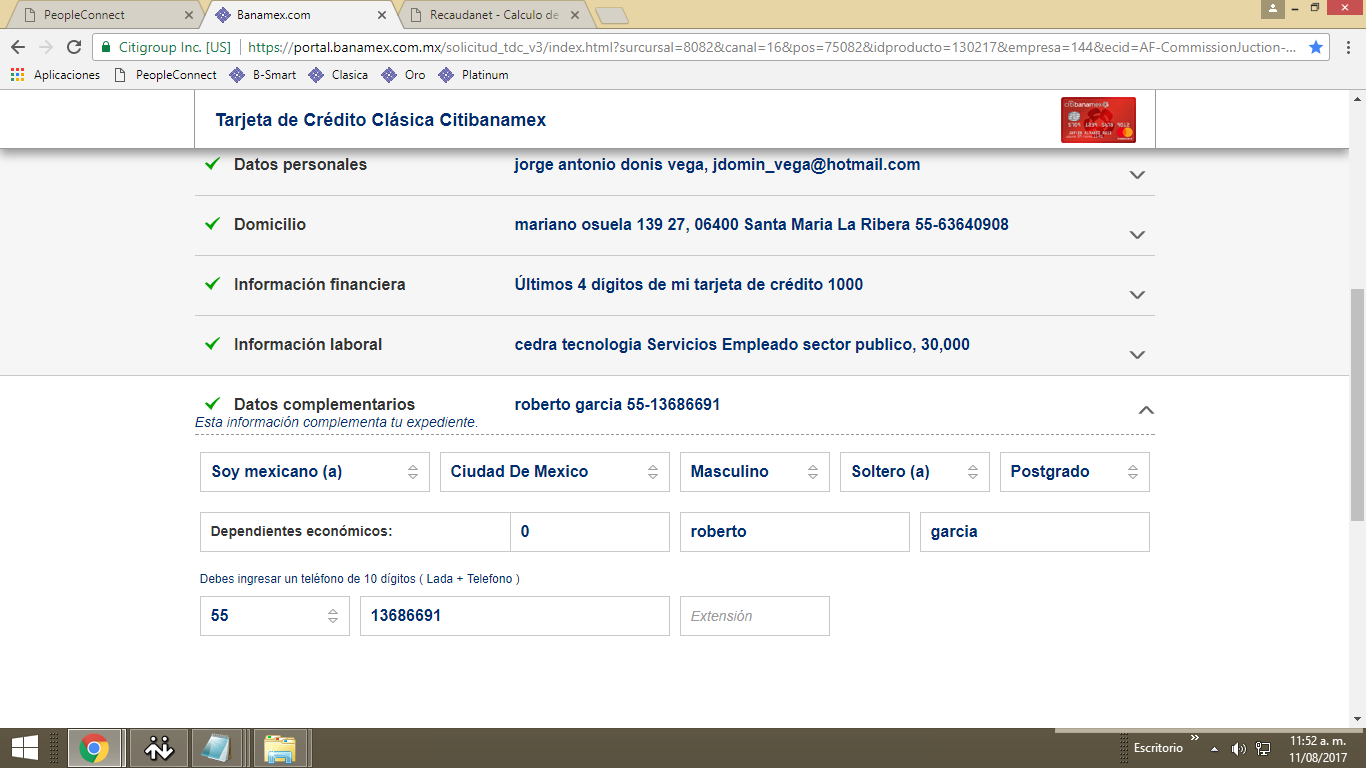 PeopleConnect
Banamex.com
Recaudanet - Calculo de
Citigroup Inc. [US]
https://portal.banamex.com.mx/solicitud_tdc_v3/index.html?surcursal=8082&canal=16&pos=75082&idproducto=130217&empresa=144&ecid=AF-CommissionJuction-...
Aplicaciones PeopleConnect B-Smart Clasica Oro Platinum
Tarjeta de Crédito Clásica Citibanamex
citibanamex
Datos personales jorge antonio donis vega, jdomin_vega@hotmail.com
Domicilio mariano osuela 139 27, 06400 Santa Maria La Ribera 55-63640908
Información financiera Últimos 4 dígitos de mi tarjeta de crédito 1000
Información laboral cedra tecnologia Servicios Empleado sector publico, 30,000
Datos complementarios roberto garcia 55-13686691
Esta información complementa tu expediente.
Soy mexicano (a) Ciudad De Mexico Masculino Soltero (a) Postgrado
Dependientes económicos: 0 roberto garcia
Debes ingresar un teléfono de 10 dígitos ( Lada + Telefono )
55 13686691 Extensión
Escritorio
11:52 a. m.
11/08/2017